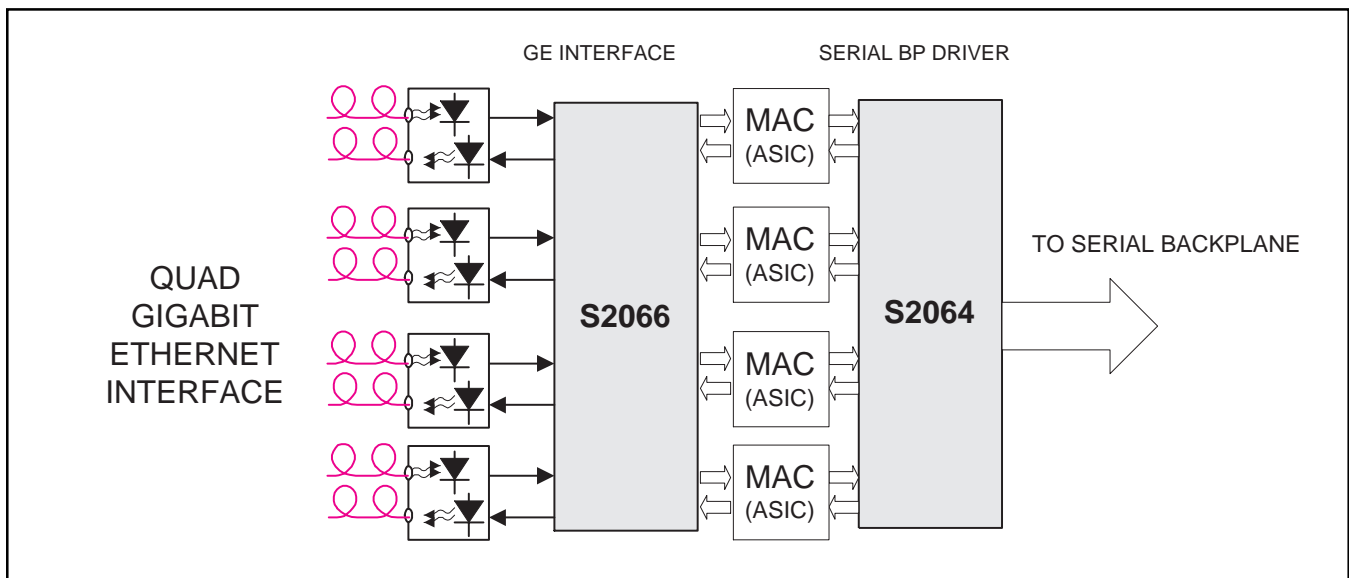 GE INTERFACE
SERIAL BP DRIVER
QUAD
GIGABIT
ETHERNET
INTERFACE
S2066
MAC
(ASIC)
MAC
(ASIC)
MAC
(ASIC)
MAC
(ASIC)
S2064
TO SERIAL BACKPLANE